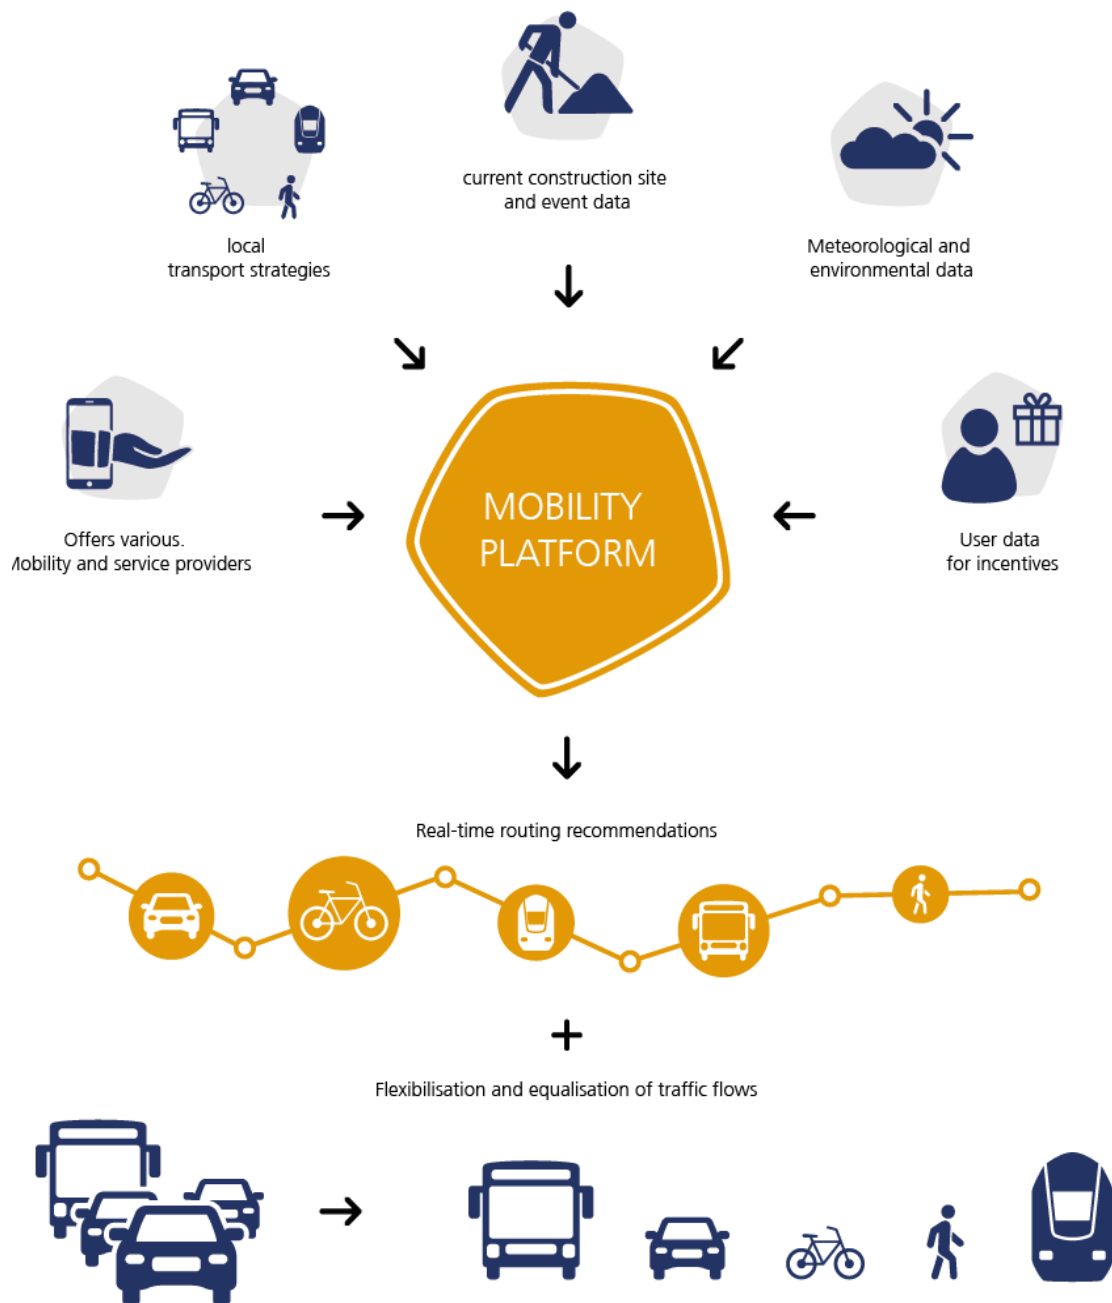 current construction site
and event data
local
transport strategies
Meteorological and
environmental data
Offers various.
and service providers
MOBILITY
PLATFORM
User data
for incentives
Real-time routing recommendations
Flexibilisation and equalisation of traffic flows